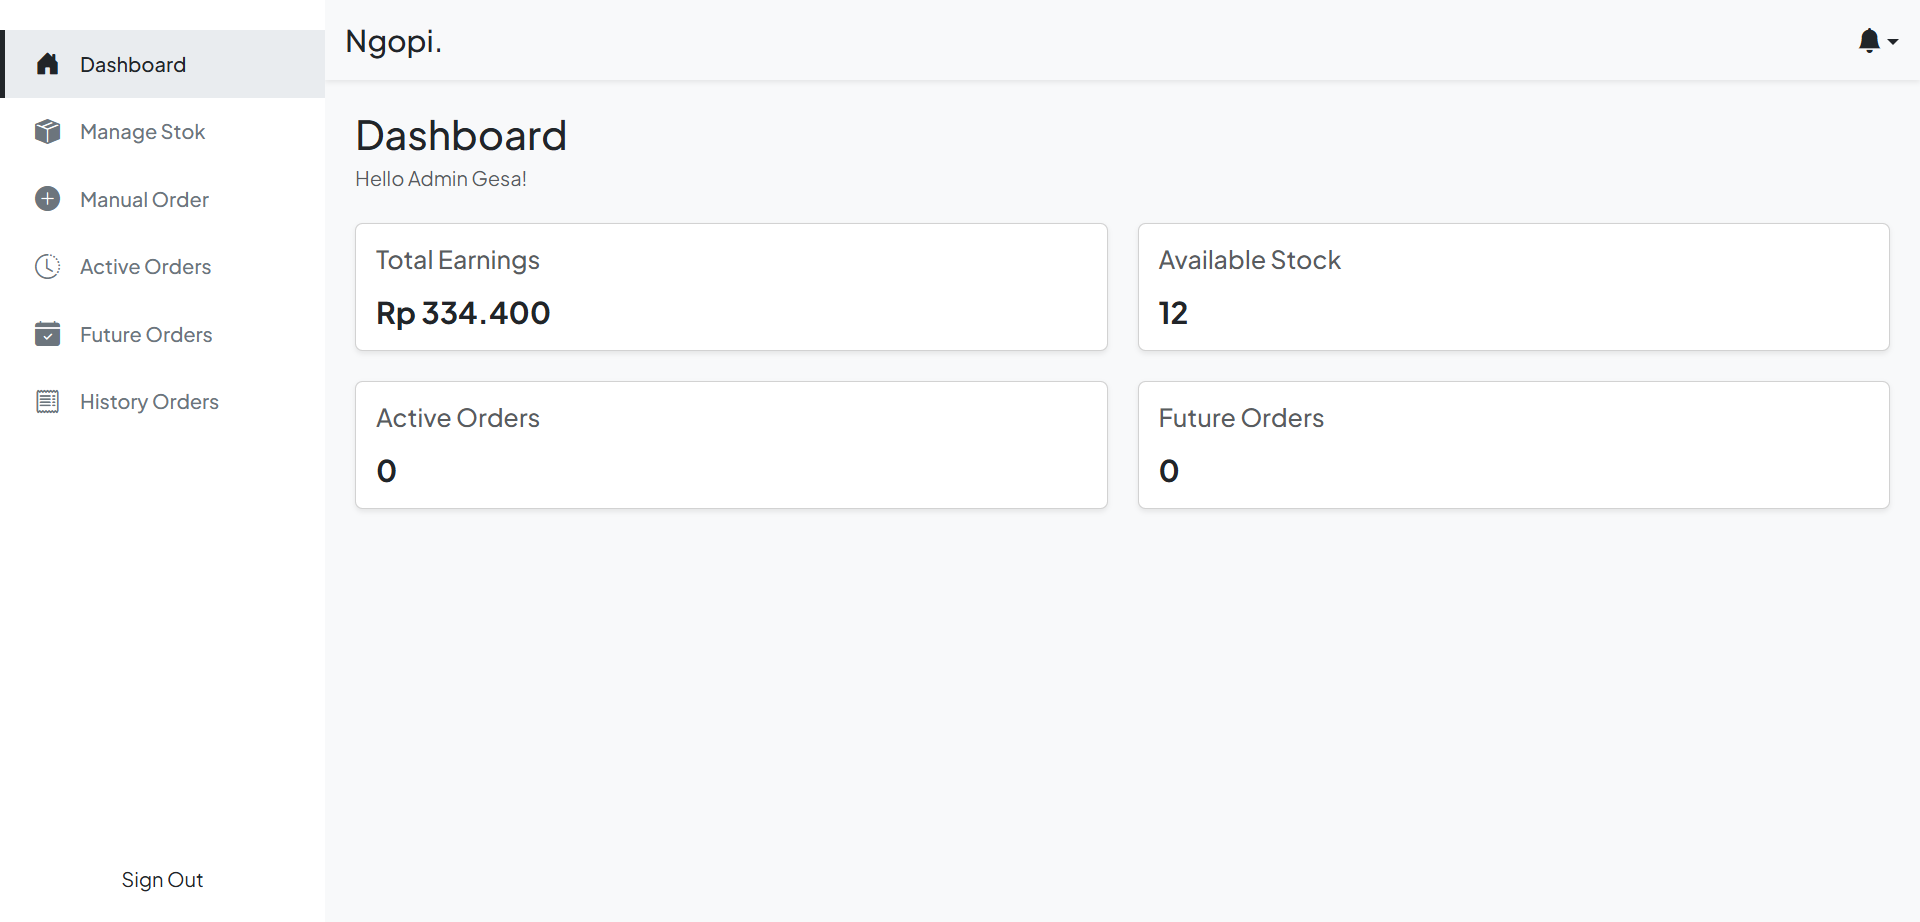 Dashboard
Manage Stok
Manual Order
Active Orders
Future Orders
History Orders
Sign Out
Ngopi.
Dashboard
Hello Admin Gesa!
Total Earnings
Rp 334.400
Available Stock
12
Active Orders
0
Future Orders
0